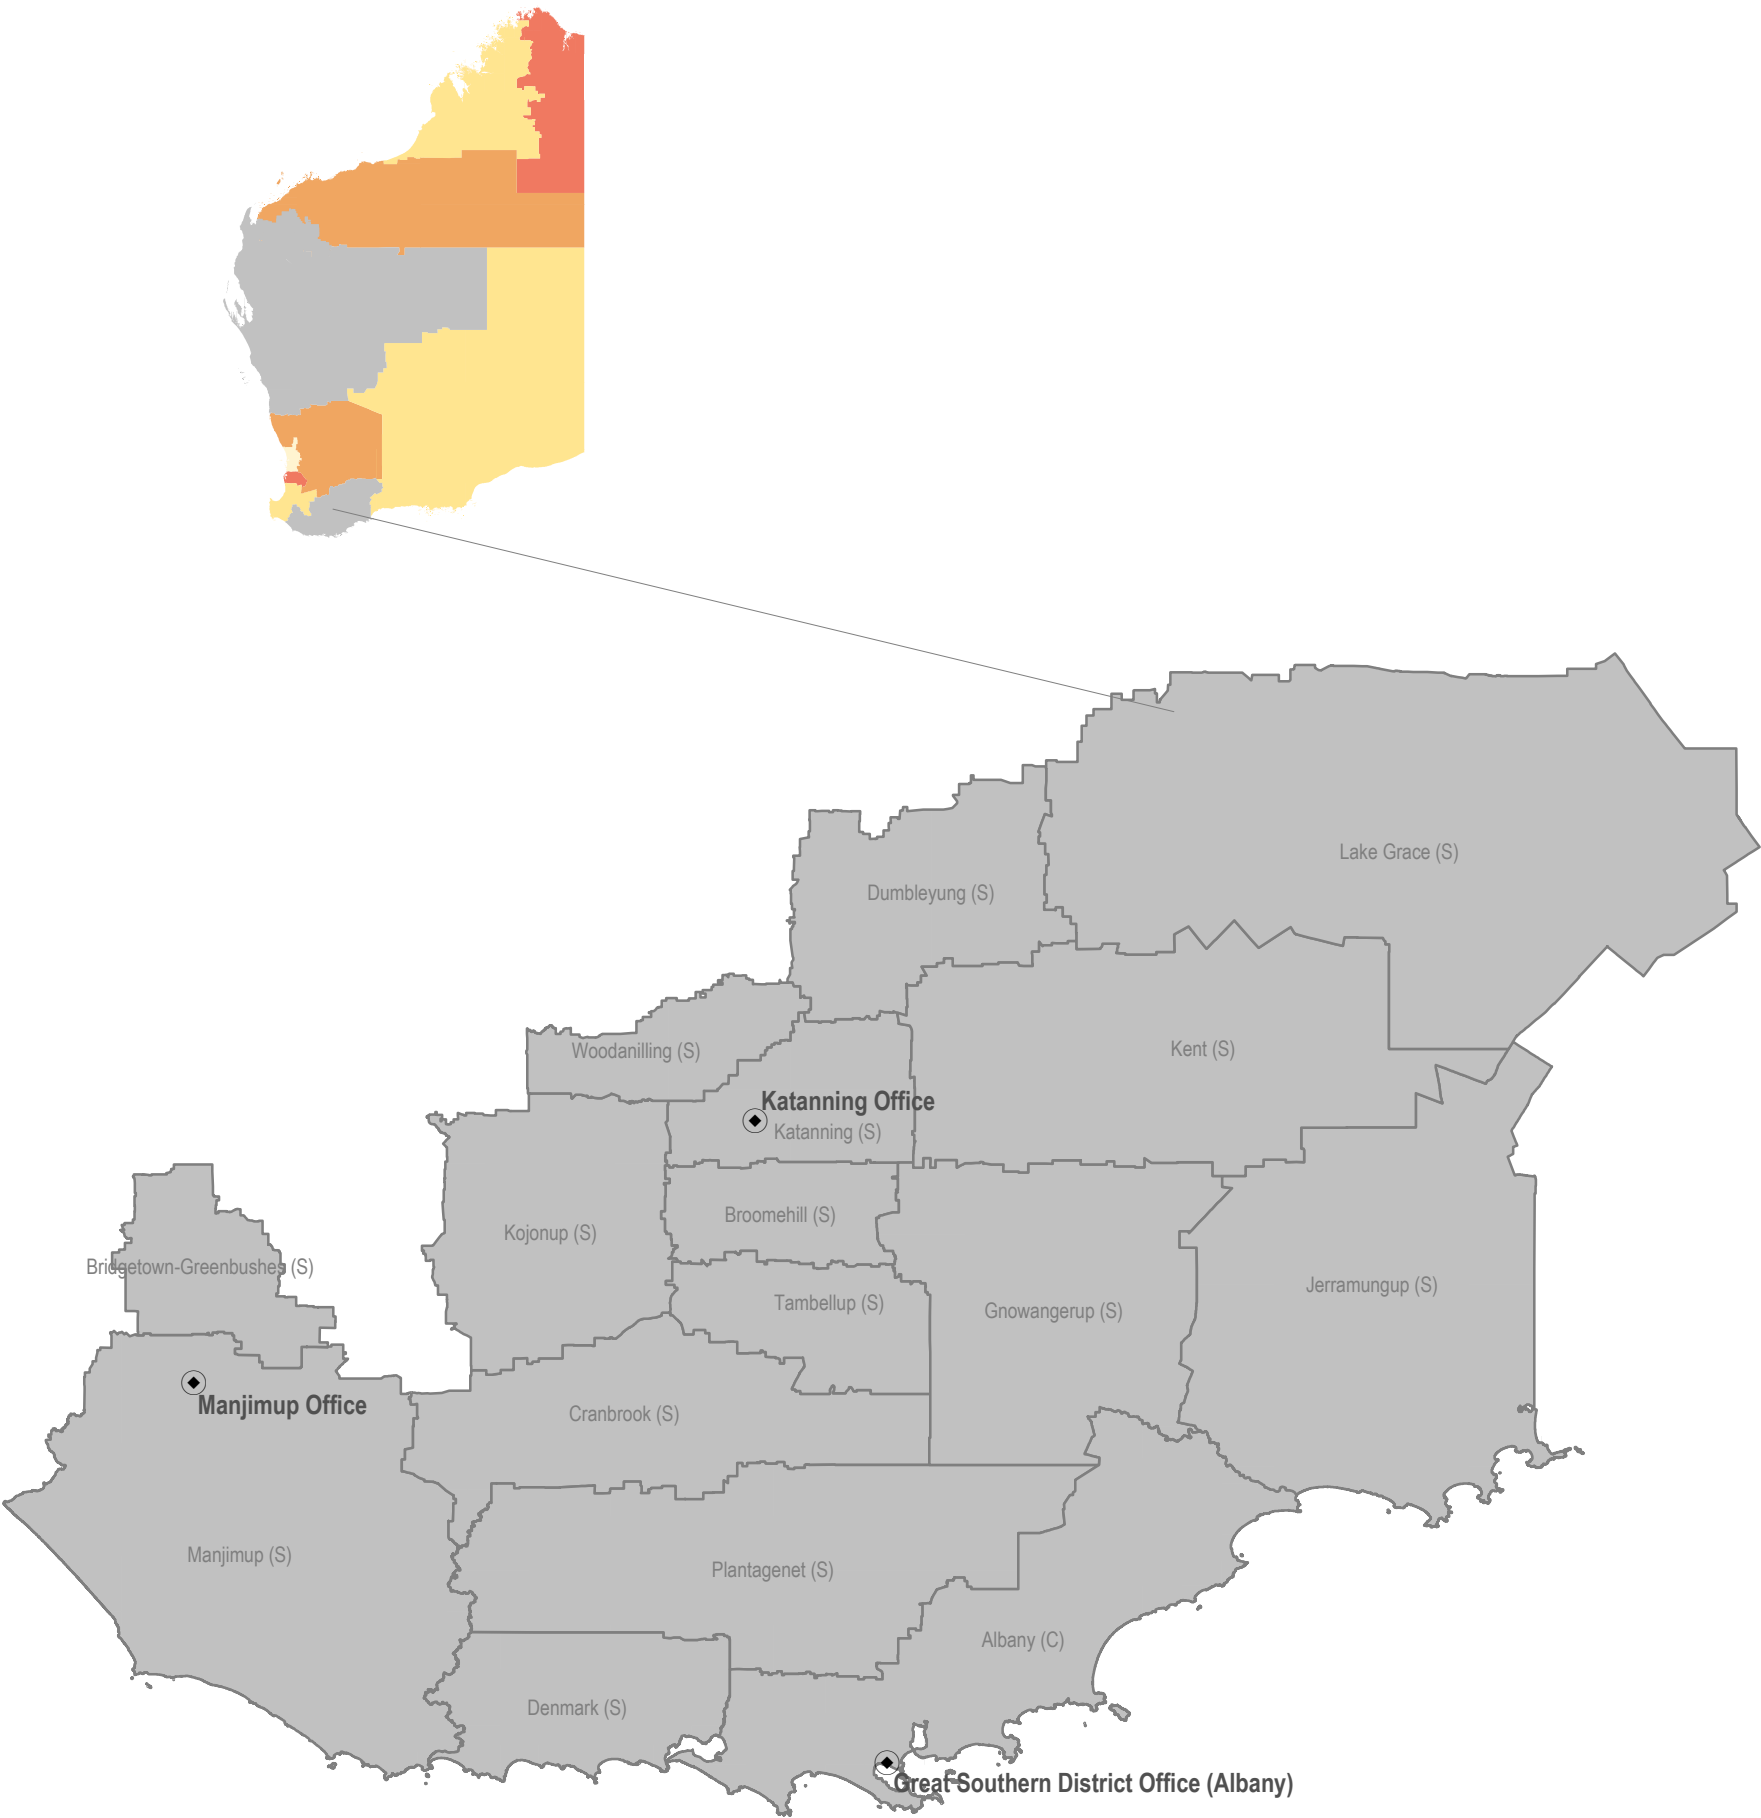 Lake Grace (S)
Dumbleyung (S)
Woodanilling (S)
Kent (S)
Katanning Office
Katanning (S)
Broomehill (S)
Kojonup (S)
Bridgetown-Greenbushes (S)
Jerramungup (S)
Tambellup (S)
Gnowangerup (S)
Manjimup Office
Cranbrook (S)
Manjimup (S)
Plantagenet (S)
Albany (C)
Denmark (S)
Great Southern District Office (Albany)